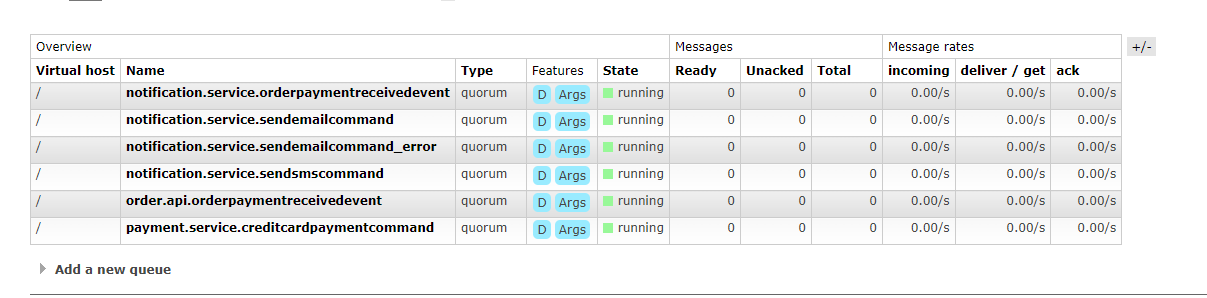 Overview Messages Message rates +/-
Virtual host Name Type Features State Ready Unacked Total incoming deliver / get ack
/ notification.service.orderpaymentreceivedevent quorum D Args running 0 0 0 0.00/s 0.00/s 0.00/s
/ notification.service.sendemailcommand quorum D Args running 0 0 0 0.00/s 0.00/s 0.00/s
/ notification.service.sendemailcommand_error quorum D Args running 0 0 0 0.00/s 0.00/s 0.00/s
/ notification.service.sendsmscommand quorum D Args running 0 0 0 0.00/s 0.00/s 0.00/s
/ order.api.orderpaymentreceivedevent quorum D Args running 0 0 0 0.00/s 0.00/s 0.00/s
/ payment.service.creditcardpaymentcommand quorum D Args running 0 0 0 0.00/s 0.00/s 0.00/s
Add a new queue